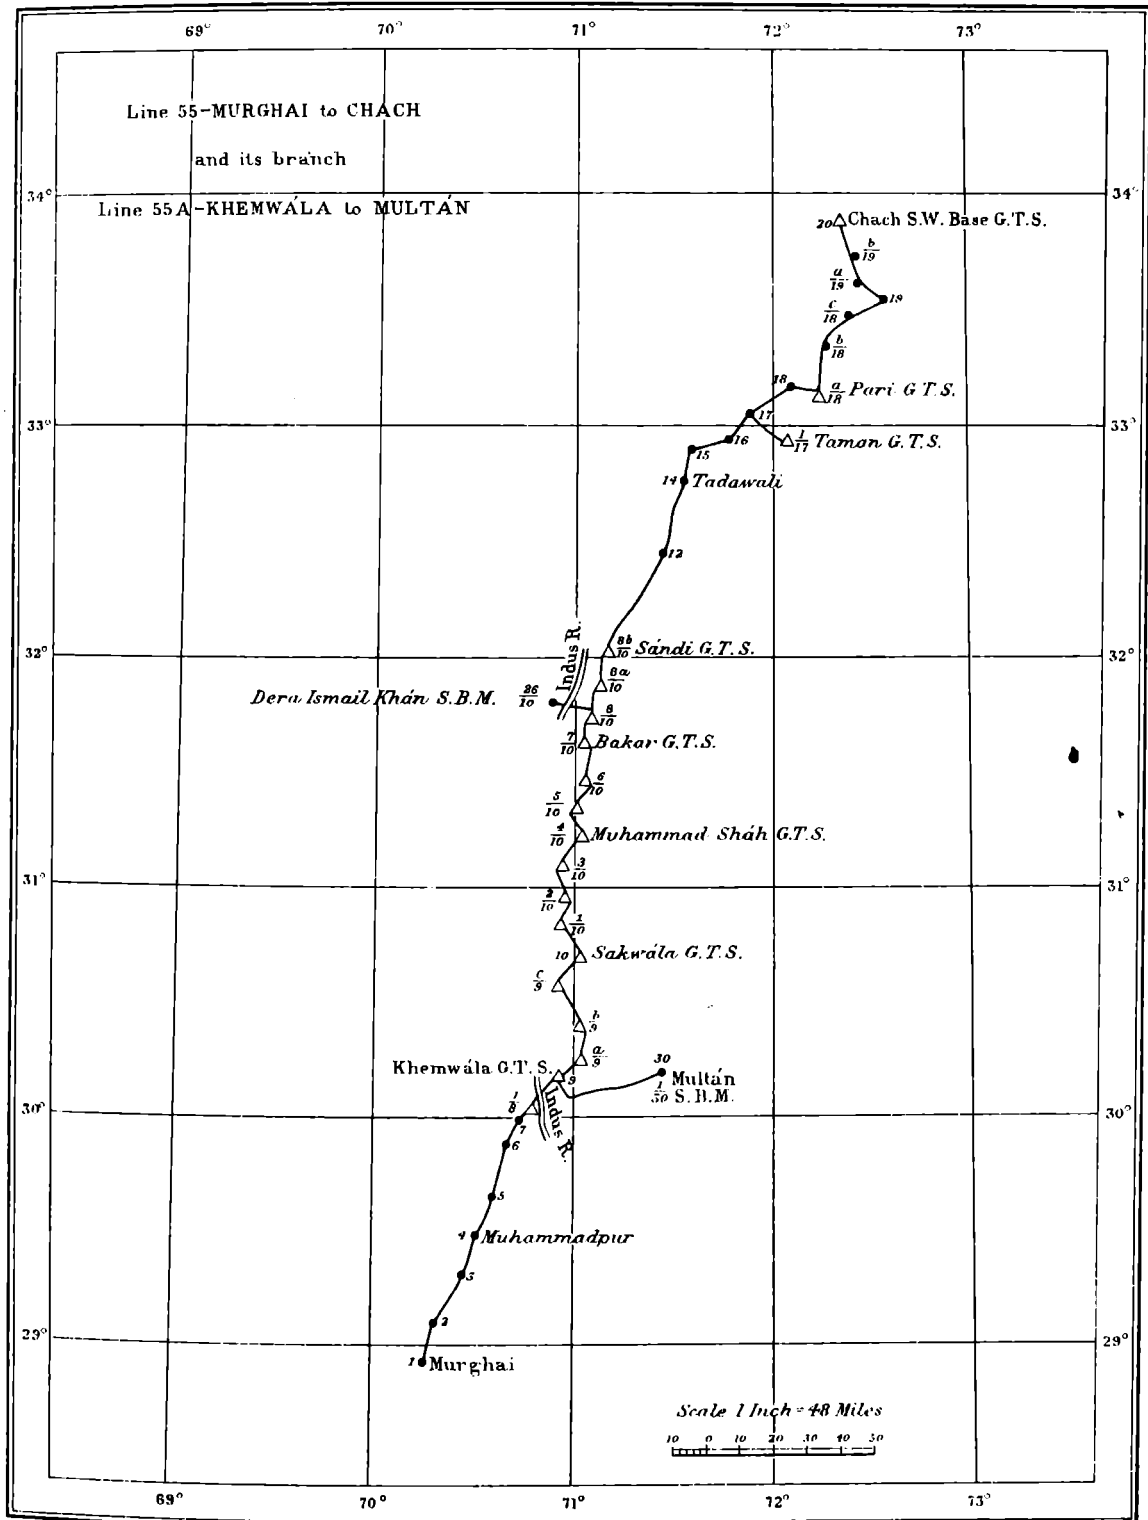 69° 70° 71° 72° 73°
Line 55-MURGHAI to CHACH
and its branch
34° 34°
Line 55A-KHEMWÁLA to MULTÁN
20 Chach S.W. Base G.T.S.
b/19
a/19
19
c/18
b/18
18
a/18 Pari G.T.S.
17
33° 33°
16
1/17 Taman G.T.S.
15
14 Tadawali
12
Indus R.
8b/10 Sándi G.T.S.
32° 32°
8a/10
Dera Ismail Khán S.B.M. 26/10
8/10
7/10 Bakar G.T.S.
6/10
5/10
4/10 Muhammad Sháh G.T.S.
3/10
31° 31°
2/10
1/10
10 Sakwála G.T.S.
c/9
b/9
a/9
Khemwála G.T.S. 9
30
Multán
1/30 S.B.M.
1/8
30° 30°
Indus R.
7
6
5
4 Muhammadpur
3
29° 29°
2
1 Murghai
Scale 1 Inch = 48 Miles
10 0 10 20 30 40 50
69° 70° 71° 72° 73°